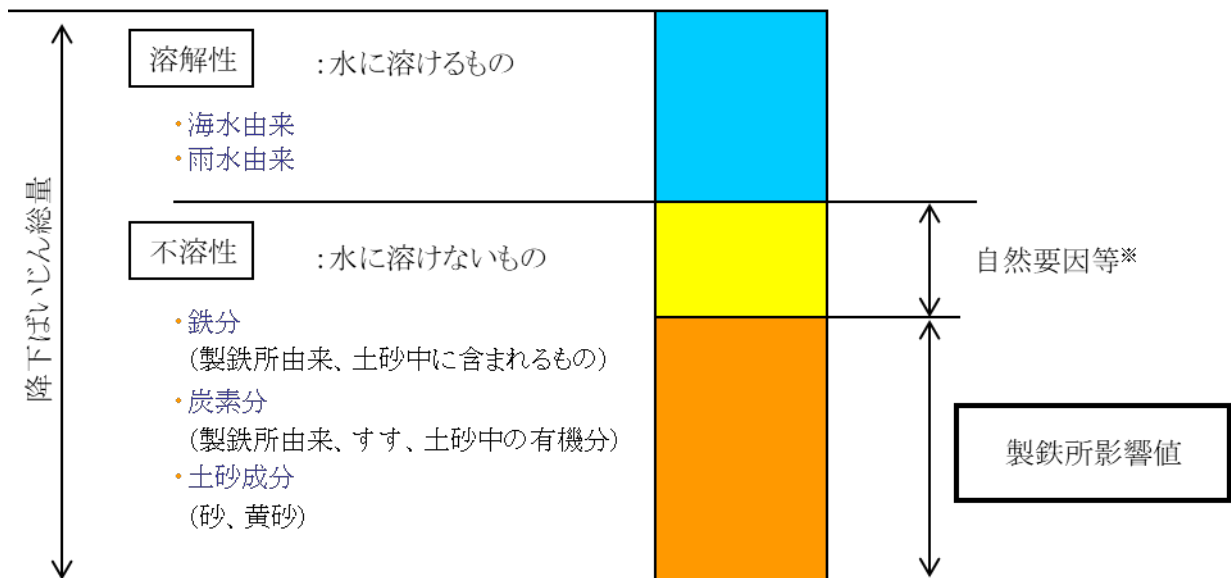 降下ばいじん総量
溶解性 :水に溶けるもの
・海水由来
・雨水由来
不溶性 :水に溶けないもの
・鉄分
(製鉄所由来、土砂中に含まれるもの)
・炭素分
(製鉄所由来、すす、土砂中の有機分)
・土砂成分
(砂、黄砂)
自然要因等※
製鉄所影響値